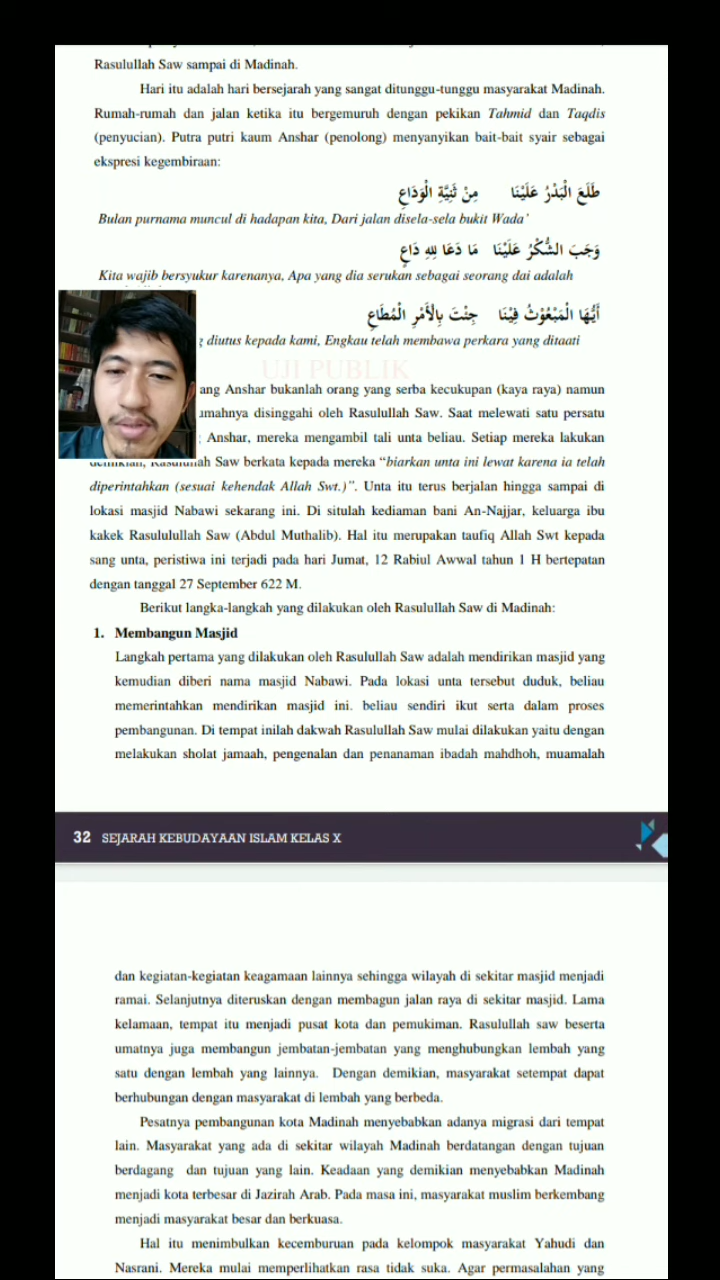 Rasulullah Saw sampai di Madinah.
Hari itu adalah hari bersejarah yang sangat ditunggu-tunggu masyarakat Madinah.
Rumah-rumah dan jalan ketika itu bergemuruh dengan pekikan Tahmid dan Taqdis
(penyucian). Putra putri kaum Anshar (penolong) menyanyikan bait-bait syair sebagai
ekspresi kegembiraan:
طَلَعَ الْبَدْرُ عَلَيْنَا مِنْ ثَنِيَّةِ الْوَدَاعِ
Bulan purnama muncul di hadapan kita, Dari jalan disela-sela bukit Wada’
وَجَبَ الشُّكْرُ عَلَيْنَا مَا دَعَا لِلهِ دَاعٍ
Kita wajib bersyukur karenanya, Apa yang dia serukan sebagai seorang dai adalah
أَيُّهَا الْمَبْعُوْثُ فِيْنَا جِئْتَ بِالْأَمْرِ الْمُطَاعِ
diutus kepada kami, Engkau telah membawa perkara yang ditaati
UJI PUBLIK
ang Anshar bukanlah orang yang serba kecukupan (kaya raya) namun
umahnya disinggahi oleh Rasulullah Saw. Saat melewati satu persatu
Anshar, mereka mengambil tali unta beliau. Setiap mereka lakukan
demikian, Rasulullah Saw berkata kepada mereka “biarkan unta ini lewat karena ia telah
diperintahkan (sesuai kehendak Allah Swt.)”. Unta itu terus berjalan hingga sampai di
lokasi masjid Nabawi sekarang ini. Di situlah kediaman bani An-Najjar, keluarga ibu
kakek Rasulululllah Saw (Abdul Muthalib). Hal itu merupakan taufiq Allah Swt kepada
sang unta, peristiwa ini terjadi pada hari Jumat, 12 Rabiul Awwal tahun 1 H bertepatan
dengan tanggal 27 September 622 M.
Berikut langka-langkah yang dilakukan oleh Rasulullah Saw di Madinah:
1. Membangun Masjid
Langkah pertama yang dilakukan oleh Rasulullah Saw adalah mendirikan masjid yang
kemudian diberi nama masjid Nabawi. Pada lokasi unta tersebut duduk, beliau
memerintahkan mendirikan masjid ini. beliau sendiri ikut serta dalam proses
pembangunan. Di tempat inilah dakwah Rasulullah Saw mulai dilakukan yaitu dengan
melakukan sholat jamaah, pengenalan dan penanaman ibadah mahdhoh, muamalah
32 SEJARAH KEBUDAYAAN ISLAM KELAS X
dan kegiatan-kegiatan keagamaan lainnya sehingga wilayah di sekitar masjid menjadi
ramai. Selanjutnya diteruskan dengan membagun jalan raya di sekitar masjid. Lama
kelamaan, tempat itu menjadi pusat kota dan pemukiman. Rasulullah saw beserta
umatnya juga membangun jembatan-jembatan yang menghubungkan lembah yang
satu dengan lembah yang lainnya. Dengan demikian, masyarakat setempat dapat
berhubungan dengan masyarakat di lembah yang berbeda.
Pesatnya pembangunan kota Madinah menyebabkan adanya migrasi dari tempat
lain. Masyarakat yang ada di sekitar wilayah Madinah berdatangan dengan tujuan
berdagang dan tujuan yang lain. Keadaan yang demikian menyebabkan Madinah
menjadi kota terbesar di Jazirah Arab. Pada masa ini, masyarakat muslim berkembang
menjadi masyarakat besar dan berkuasa.
Hal itu menimbulkan kecemburuan pada kelompok masyarakat Yahudi dan
Nasrani. Mereka mulai memperlihatkan rasa tidak suka. Agar permasalahan yang